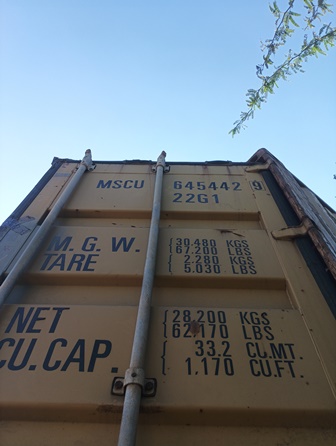 MSCU 645442 9
22G1
M.G.W. 30.480 KGS
67.200 LBS
TARE 2.280 KGS
5.030 LBS
NET 28.200 KGS
62.170 LBS
CU.CAP. 33.2 CU.MT.
1.170 CU.FT.